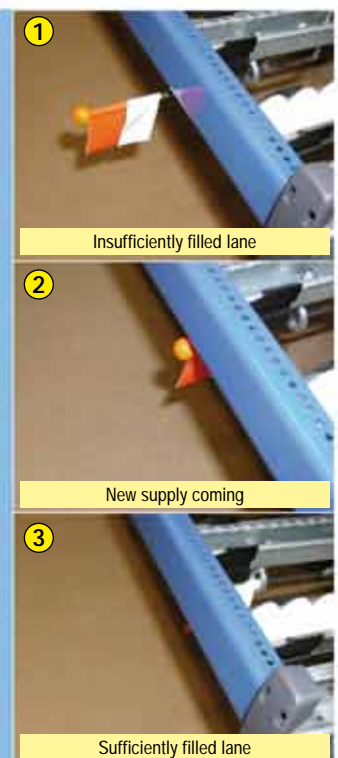 1
Insufficiently filled lane
2
New supply coming
3
Sufficiently filled lane